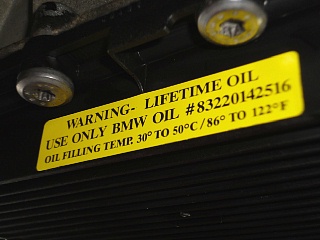 WARNING- LIFETIME OIL
USE ONLY BMW OIL #83220142516
OIL FILLING TEMP. 30° TO 50°C / 86° TO 122°F